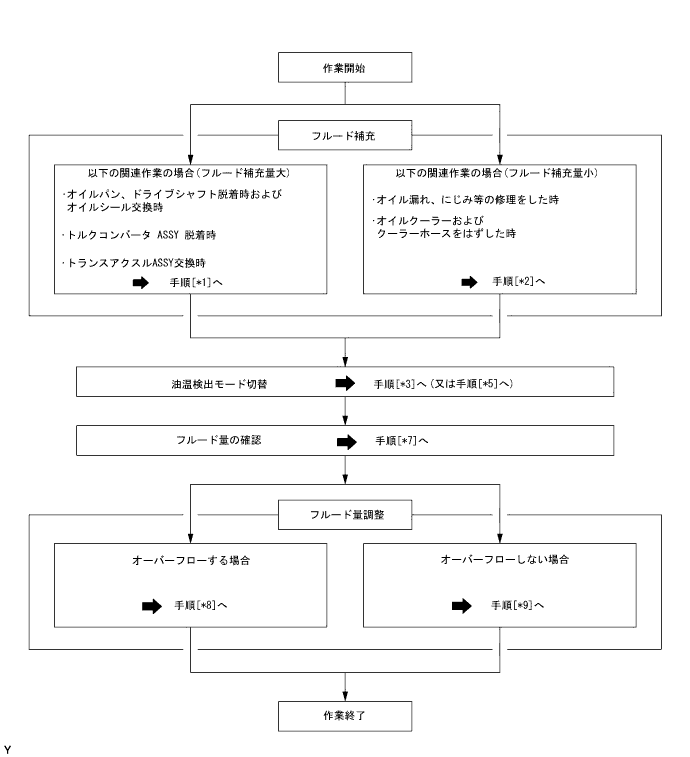 作業開始
フルード補充
以下の関連作業の場合(フルード補充量大)
・オイルパン、ドライブシャフト脱着時および
オイルシール交換時
・トルクコンバータ ASSY 脱着時
・トランスアクスルASSY交換時
手順[*1]へ
以下の関連作業の場合(フルード補充量小)
・オイル漏れ、にじみ等の修理をした時
・オイルクーラーおよび
クーラーホースをはずした時
手順[*2]へ
油温検出モード切替
手順[*3]へ(又は手順[*5]へ)
フルード量の確認
手順[*7]へ
フルード量調整
オーバーフローする場合
手順[*8]へ
オーバーフローしない場合
手順[*9]へ
作業終了
Y